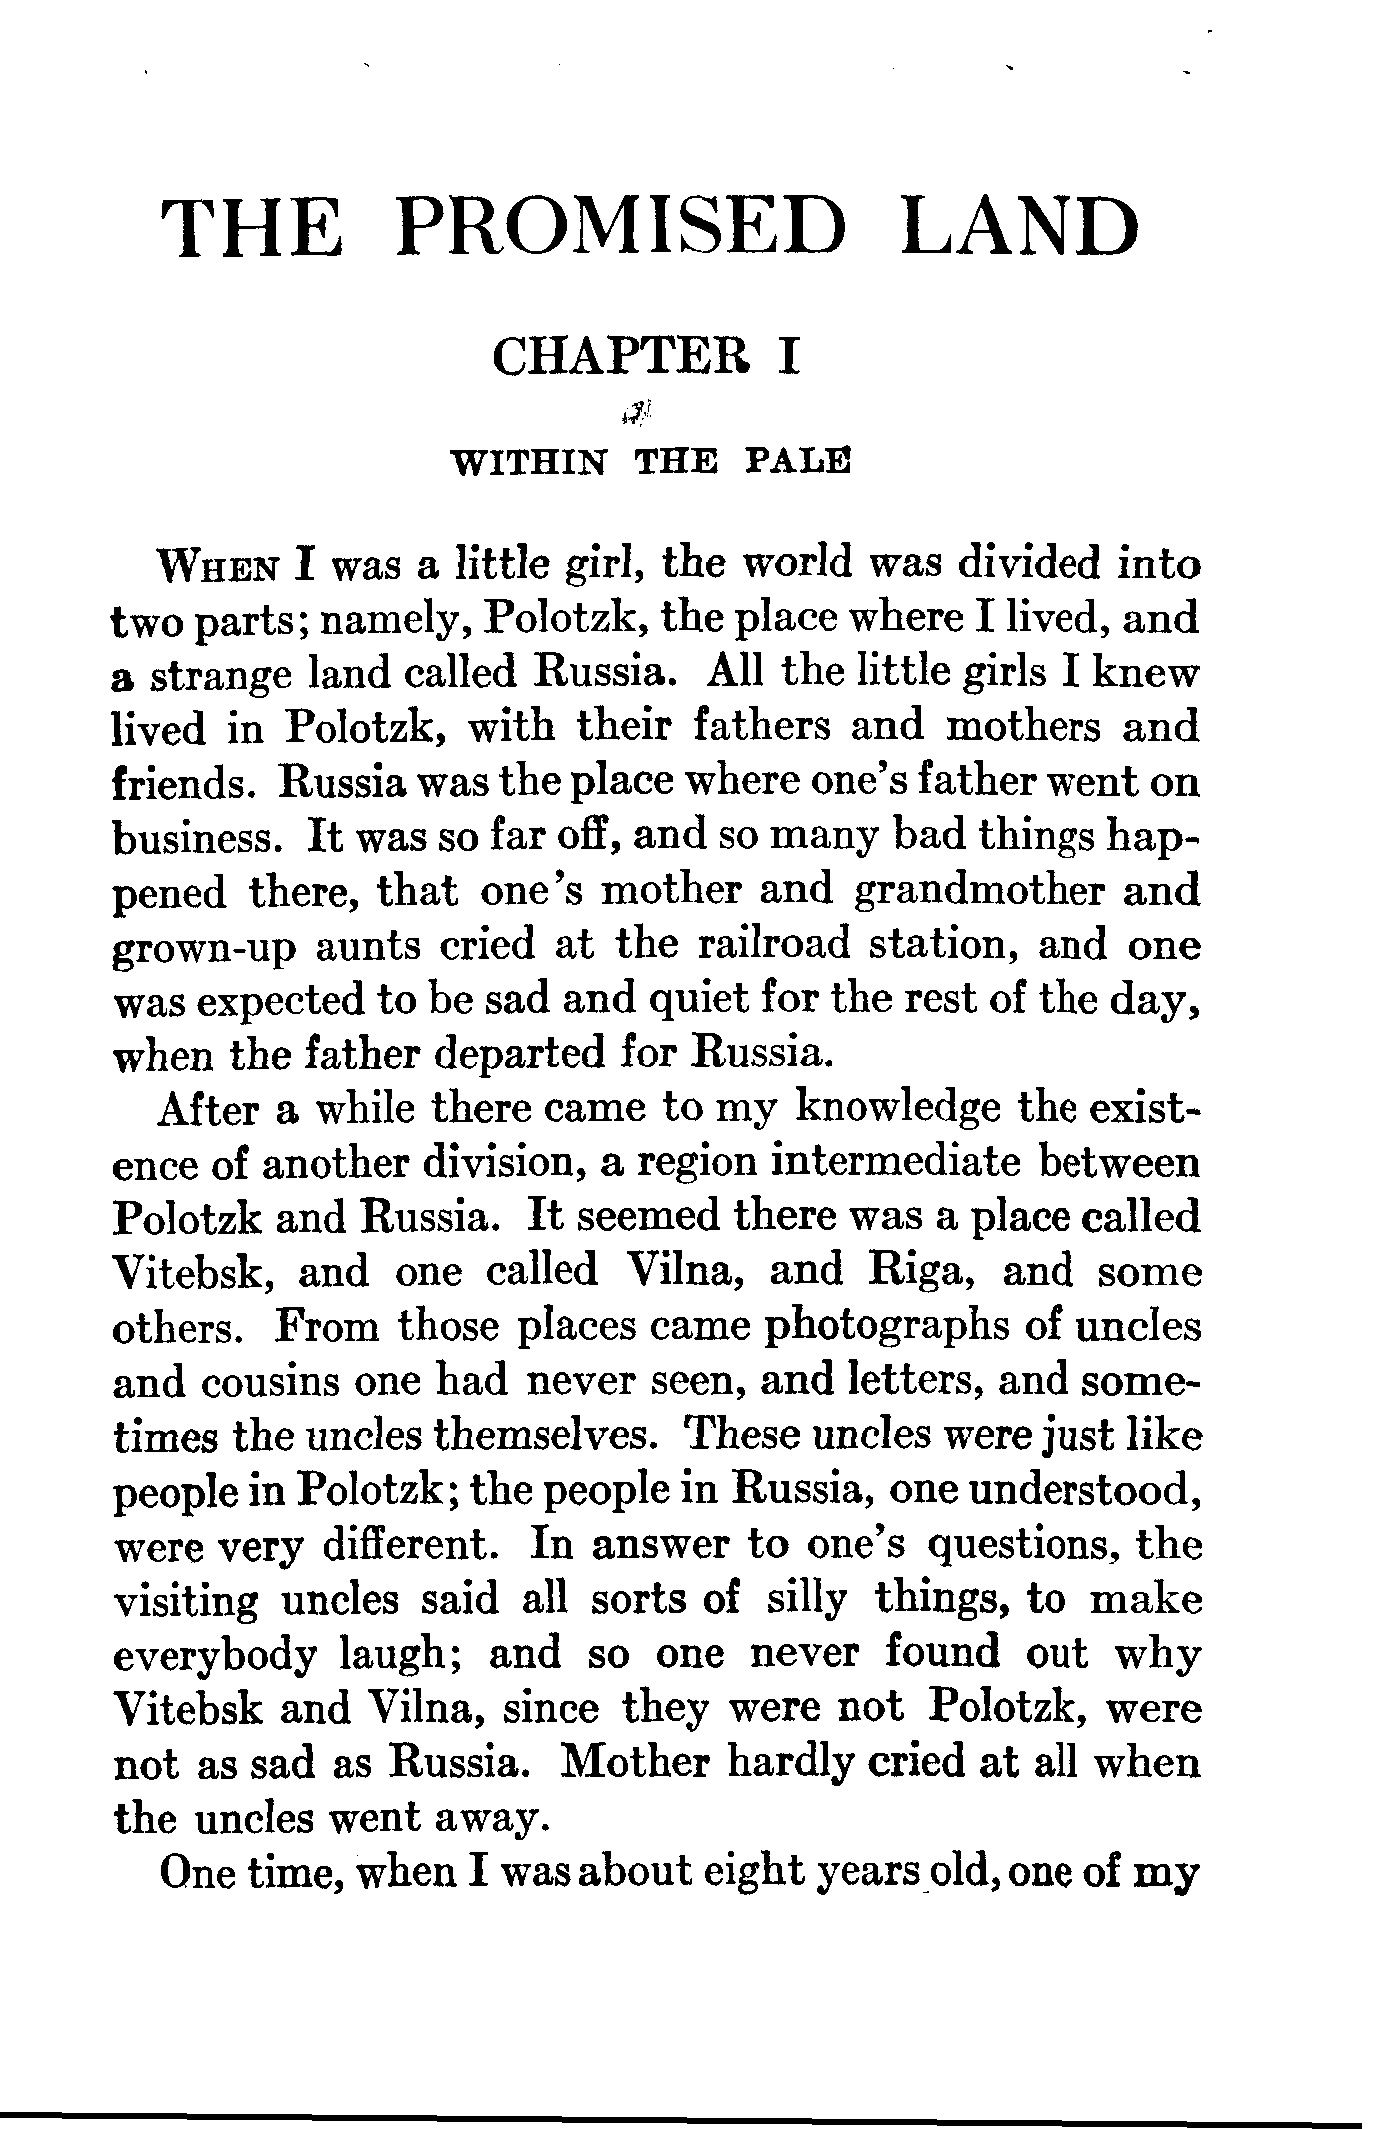 THE PROMISED LAND
CHAPTER I
WITHIN THE PALE
WHEN I was a little girl, the world was divided into
two parts; namely, Polotzk, the place where I lived, and
a strange land called Russia. All the little girls I knew
lived in Polotzk, with their fathers and mothers and
friends. Russia was the place where one's father went on
business. It was so far off, and so many bad things hap-
pened there, that one's mother and grandmother and
grown-up aunts cried at the railroad station, and one
was expected to be sad and quiet for the rest of the day,
when the father departed for Russia.
After a while there came to my knowledge the exist-
ence of another division, a region intermediate between
Polotzk and Russia. It seemed there was a place called
Vitebsk, and one called Vilna, and Riga, and some
others. From those places came photographs of uncles
and cousins one had never seen, and letters, and some-
times the uncles themselves. These uncles were just like
people in Polotzk; the people in Russia, one understood,
were very different. In answer to one's questions, the
visiting uncles said all sorts of silly things, to make
everybody laugh; and so one never found out why
Vitebsk and Vilna, since they were not Polotzk, were
not as sad as Russia. Mother hardly cried at all when
the uncles went away.
One time, when I was about eight years old, one of my